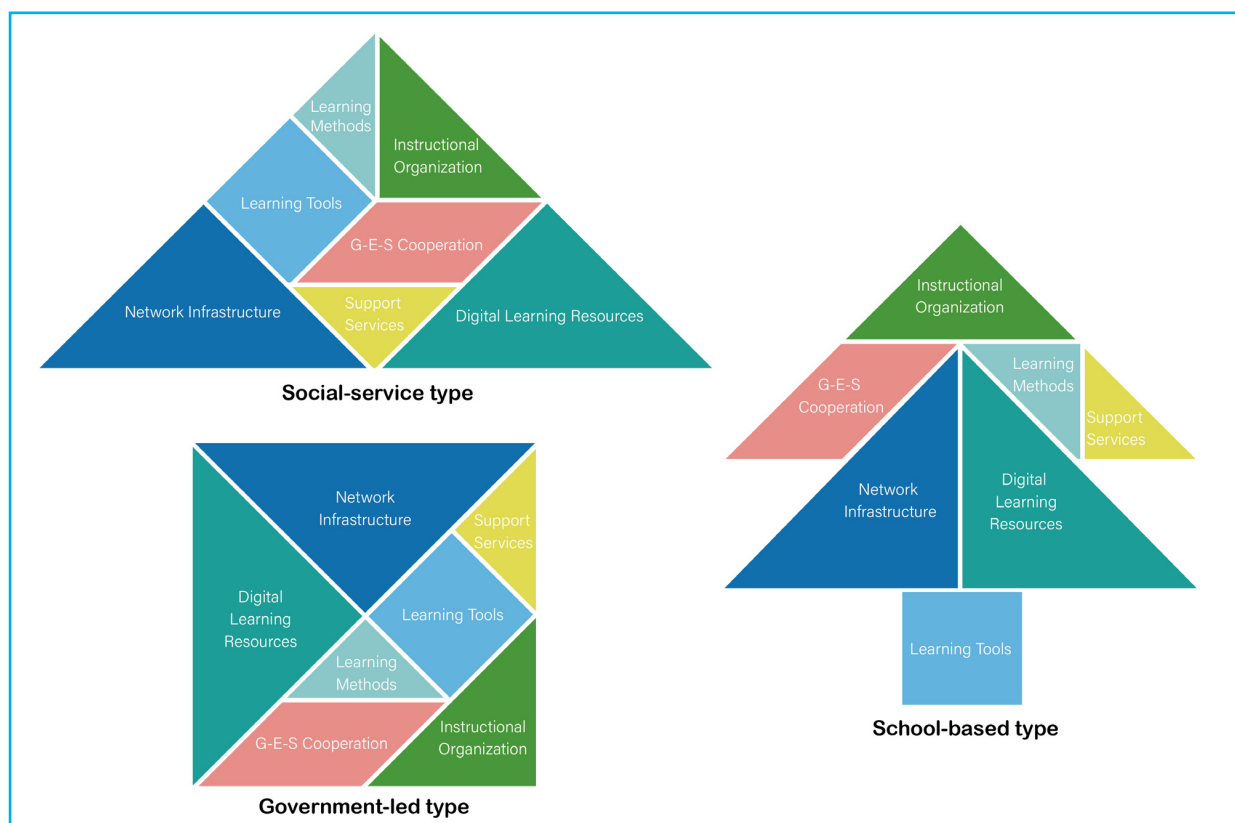 Learning
Methods
Instructional
Organization
Learning Tools
G-E-S Cooperation
Network Infrastructure
Support
Services
Digital Learning Resources
Social-service type
Network
Infrastructure
Support
Services
Digital
Learning
Resources
Learning Tools
Learning
Methods
G-E-S Cooperation
Instructional
Organization
Government-led type
Instructional
Organization
G-E-S
Cooperation
Learning
Methods
Support
Services
Network
Infrastructure
Digital
Learning
Resources
Learning Tools
School-based type